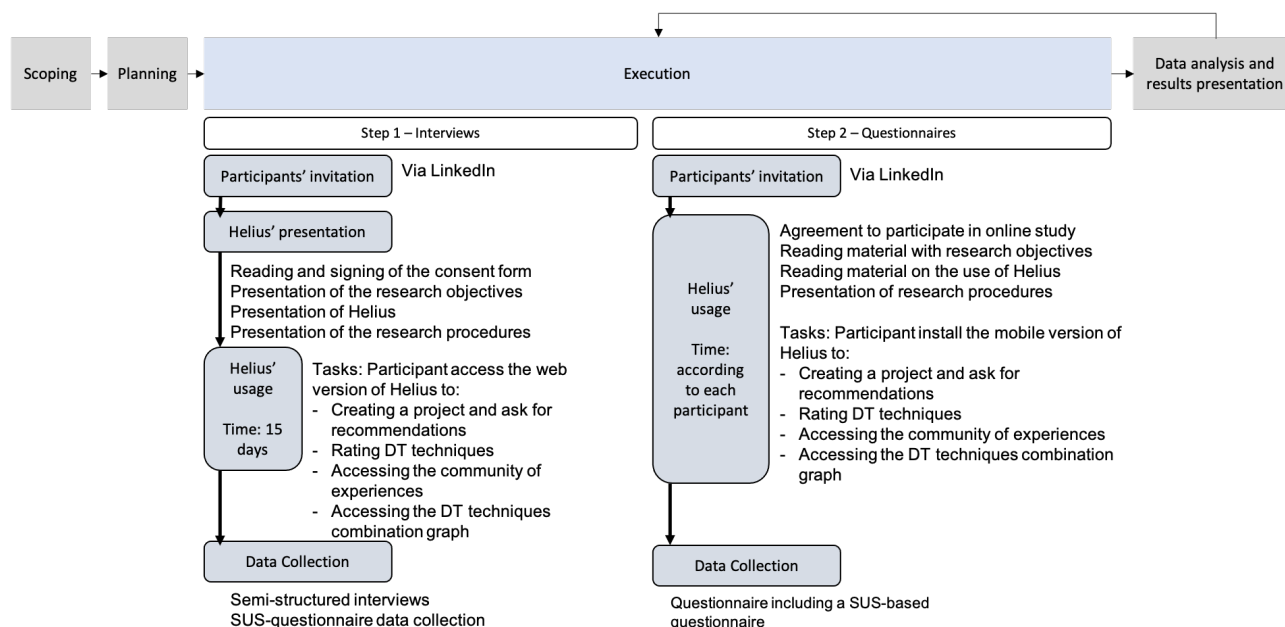 Scoping
Planning
Execution
Data analysis and
results presentation
Step 1 – Interviews
Participants' invitation
Via LinkedIn
Helius' presentation
Reading and signing of the consent form
Presentation of the research objectives
Presentation of Helius
Presentation of the research procedures
Helius'
usage
Time: 15
days
Tasks: Participant access the web
version of Helius to:
- Creating a project and ask for
recommendations
- Rating DT techniques
- Accessing the community of
experiences
- Accessing the DT techniques
combination graph
Data Collection
Semi-structured interviews
SUS-questionnaire data collection
Step 2 – Questionnaires
Participants' invitation
Via LinkedIn
Helius'
usage
Time:
according
to each
participant
Agreement to participate in online study
Reading material with research objectives
Reading material on the use of Helius
Presentation of research procedures
Tasks: Participant install the mobile version of
Helius to:
- Creating a project and ask for
recommendations
- Rating DT techniques
- Accessing the community of experiences
- Accessing the DT techniques combination
graph
Data Collection
Questionnaire including a SUS-based
questionnaire